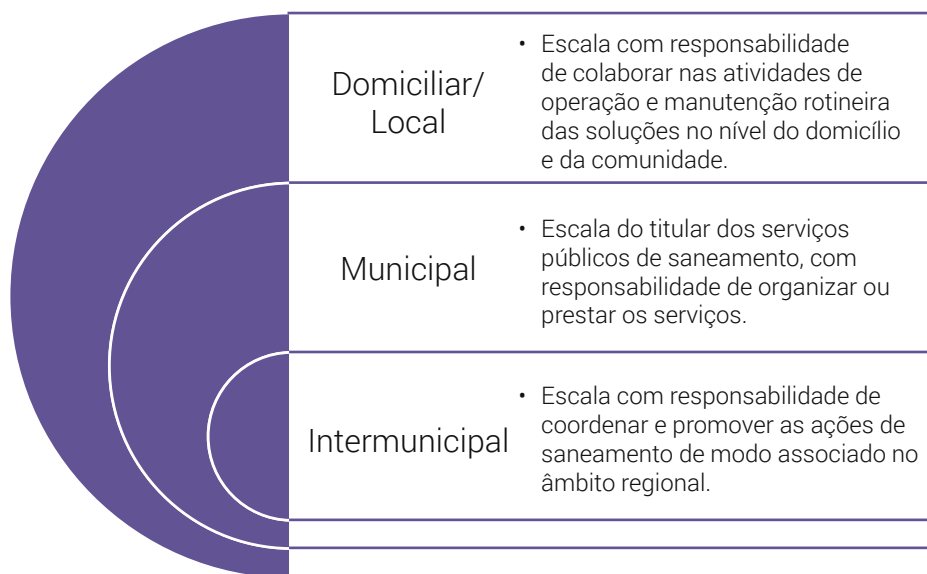 Domiciliar/
Local
• Escala com responsabilidade
de colaborar nas atividades de
operação e manutenção rotineira
das soluções no nível do domicílio
e da comunidade.
Municipal
• Escala do titular dos serviços
públicos de saneamento, com
responsabilidade de organizar ou
prestar os serviços.
Intermunicipal
• Escala com responsabilidade de
coordenar e promover as ações de
saneamento de modo associado no
âmbito regional.